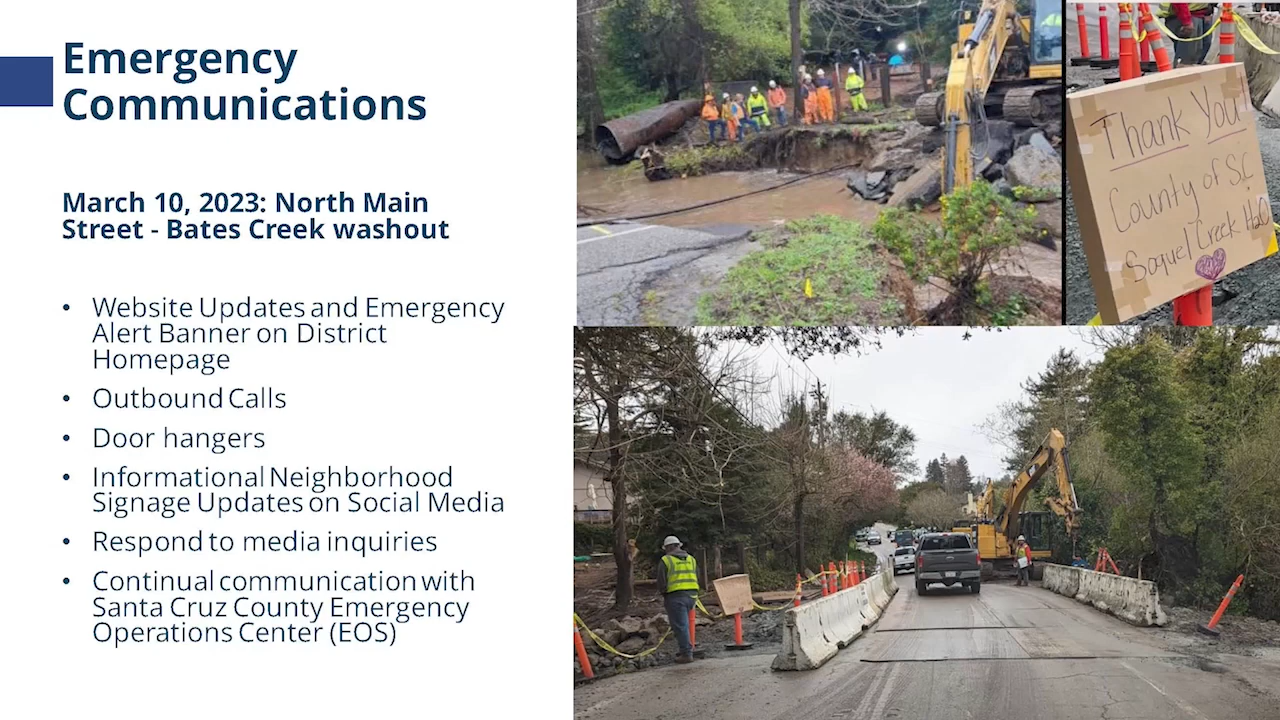 Emergency
Communications
March 10, 2023: North Main
Street - Bates Creek washout
• Website Updates and Emergency
Alert Banner on District
Homepage
• Outbound Calls
• Door hangers
• Informational Neighborhood
Signage Updates on Social Media
• Respond to media inquiries
• Continual communication with
Santa Cruz County Emergency
Operations Center (EOS)
Thank You!
County of SC
Soquel Creek H2O